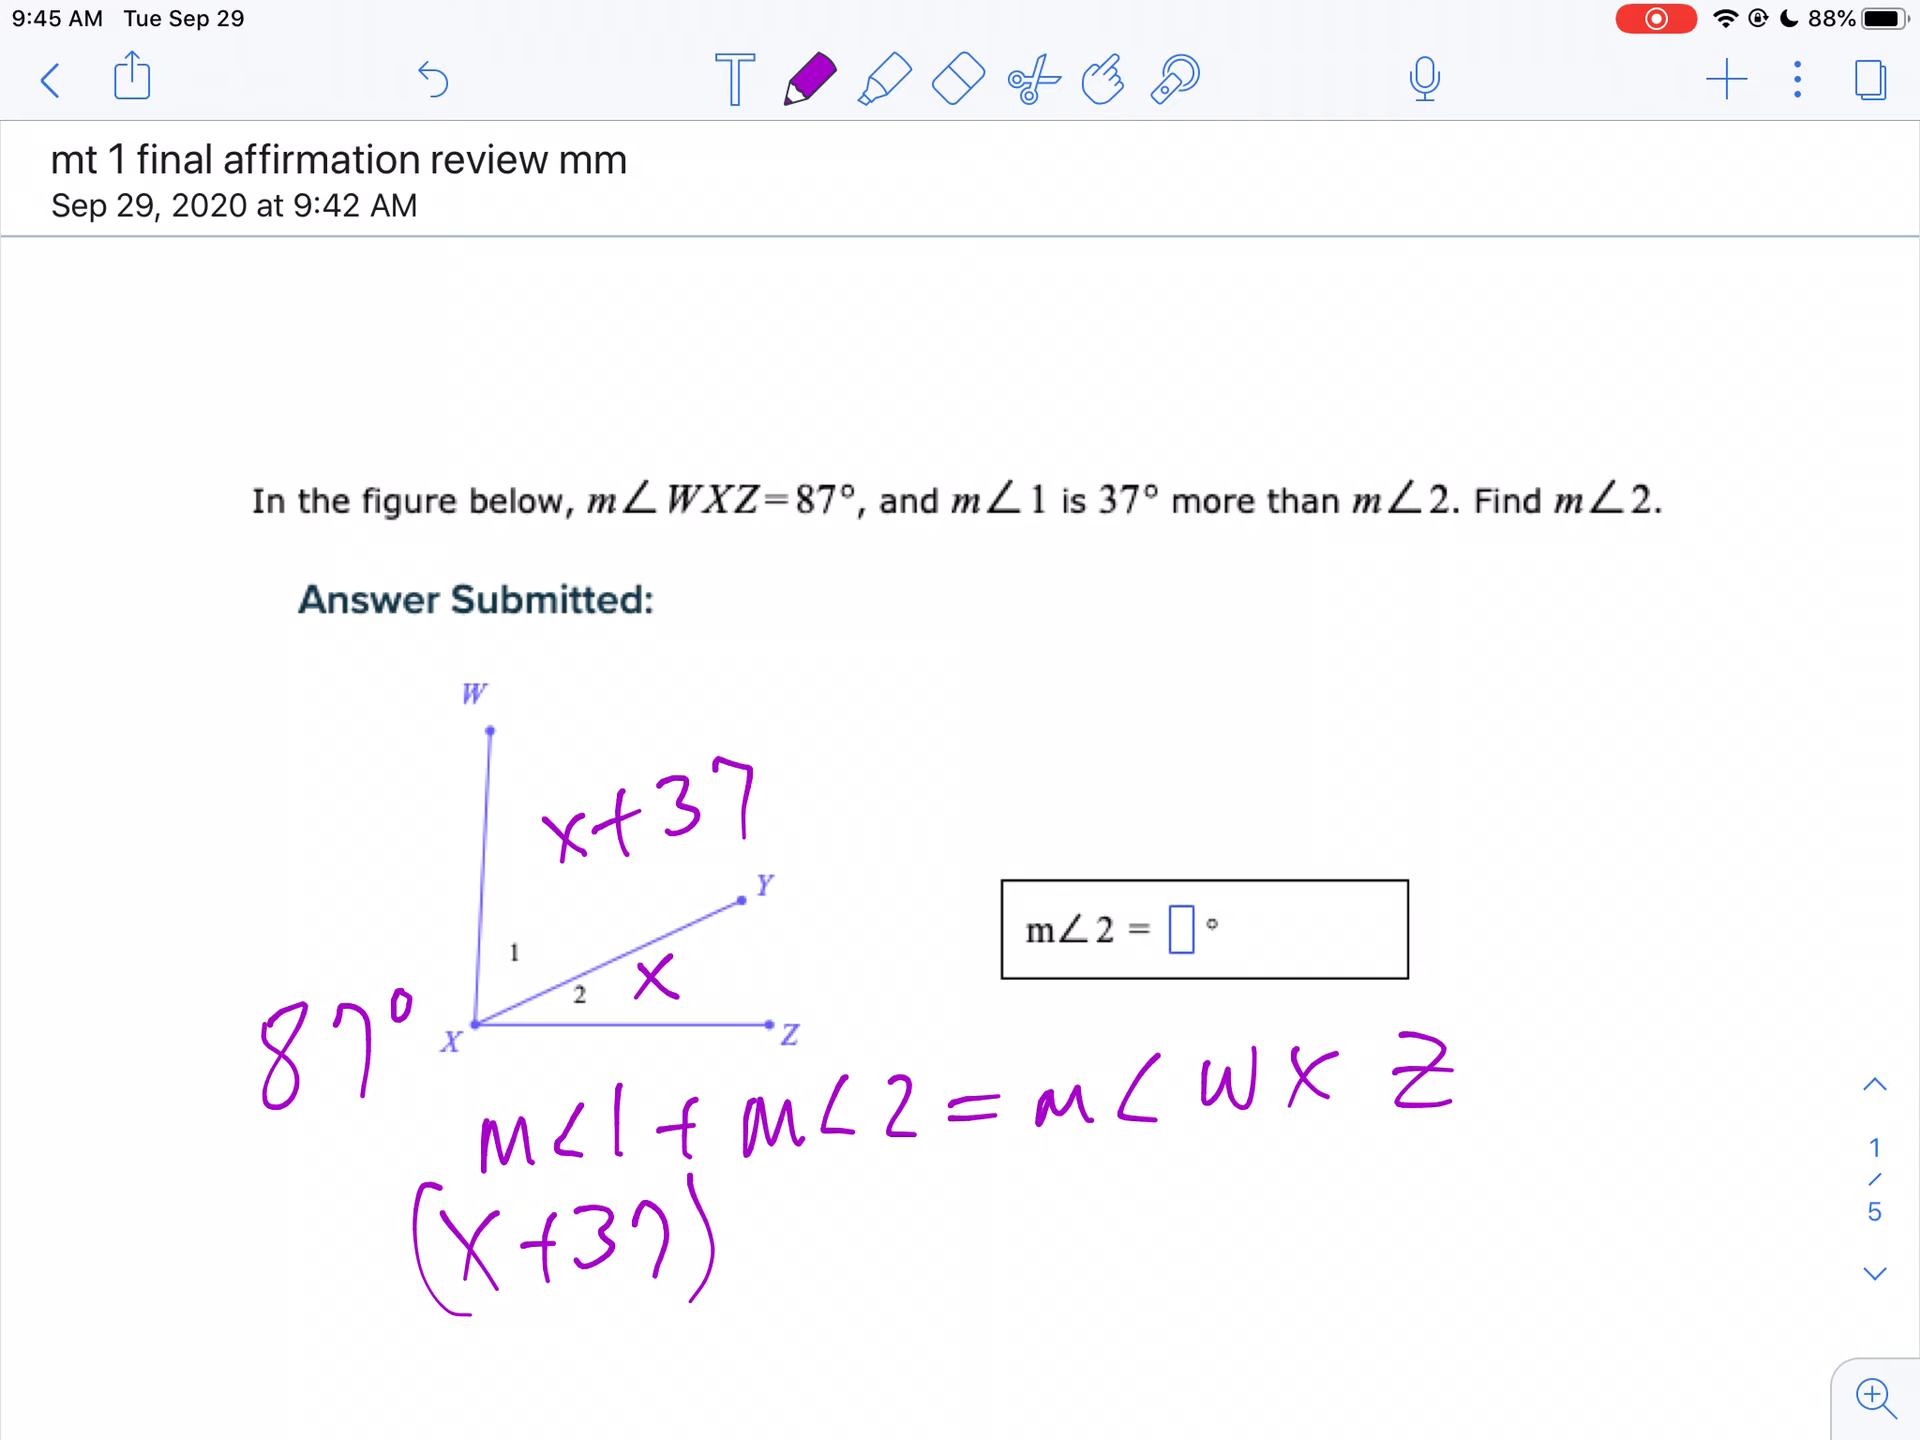 9:45 AM Tue Sep 29
88%
mt 1 final affirmation review mm
Sep 29, 2020 at 9:42 AM
In the figure below, m∠WXZ=87°, and m∠1 is 37° more than m∠2. Find m∠2.
Answer Submitted:
W
x+37
Y
1
m∠2 = °
2
x
87°
X
Z
m<1 + m<2 = m<WXZ
(x+37)
1
/
5